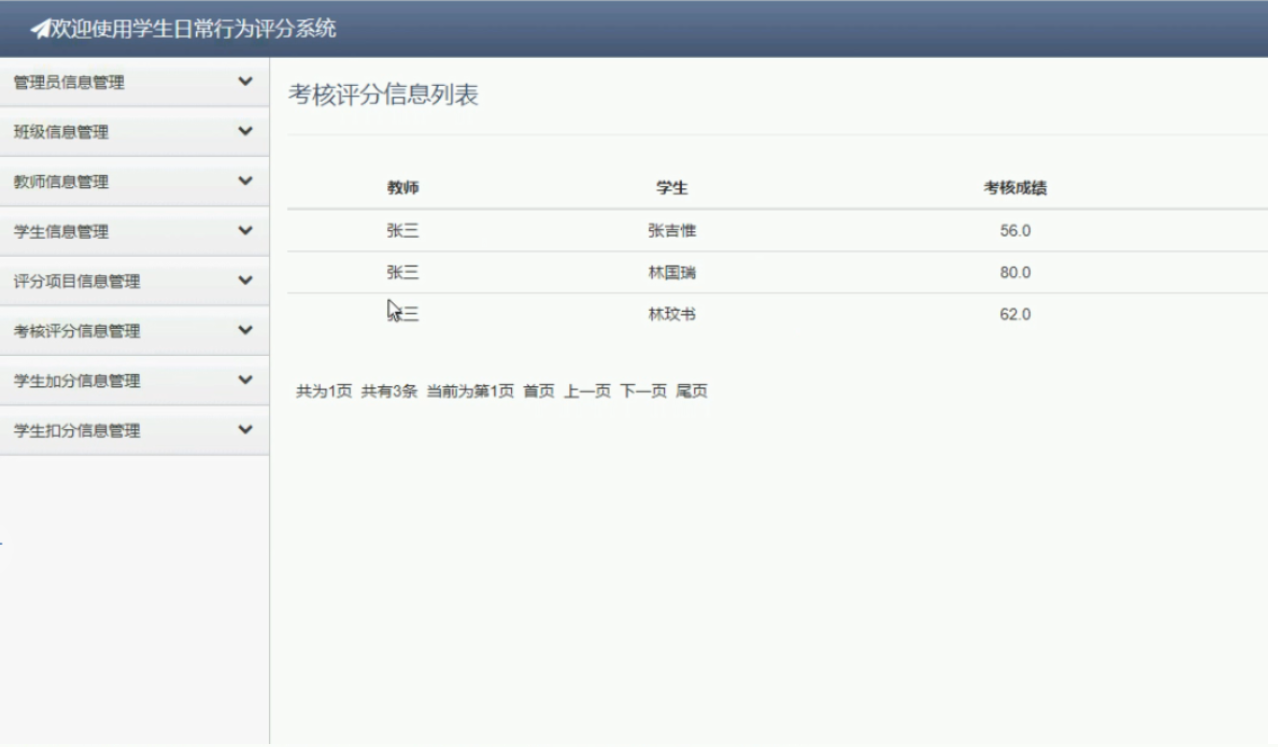 欢迎使用学生日常行为评分系统
管理员信息管理
班级信息管理
教师信息管理
学生信息管理
评分项目信息管理
考核评分信息管理
学生加分信息管理
学生扣分信息管理
考核评分信息列表
教师 学生 考核成绩
张三 张吉惟 56.0
张三 林国瑞 80.0
三 林玟书 62.0
共为1页 共有3条 当前为第1页 首页 上一页 下一页 尾页